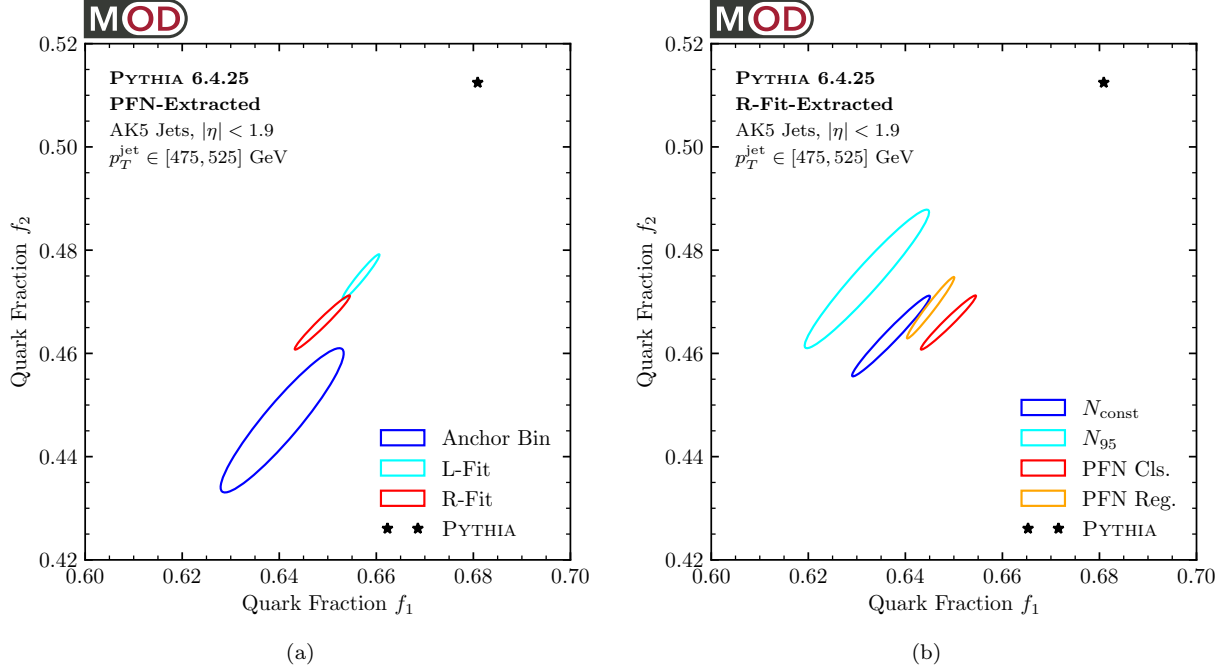 MOD
PYTHIA 6.4.25
PFN-Extracted
AK5 Jets, |η| < 1.9
p_T^jet ∈ [475, 525] GeV
0.52
0.50
0.48
0.46
0.44
0.42
Quark Fraction f₂
0.60 0.62 0.64 0.66 0.68 0.70
Quark Fraction f₁
Anchor Bin
L-Fit
R-Fit
PYTHIA
(a)
MOD
PYTHIA 6.4.25
R-Fit-Extracted
AK5 Jets, |η| < 1.9
p_T^jet ∈ [475, 525] GeV
0.52
0.50
0.48
0.46
0.44
0.42
Quark Fraction f₂
0.60 0.62 0.64 0.66 0.68 0.70
Quark Fraction f₁
N_const
N₉₅
PFN Cls.
PFN Reg.
PYTHIA
(b)